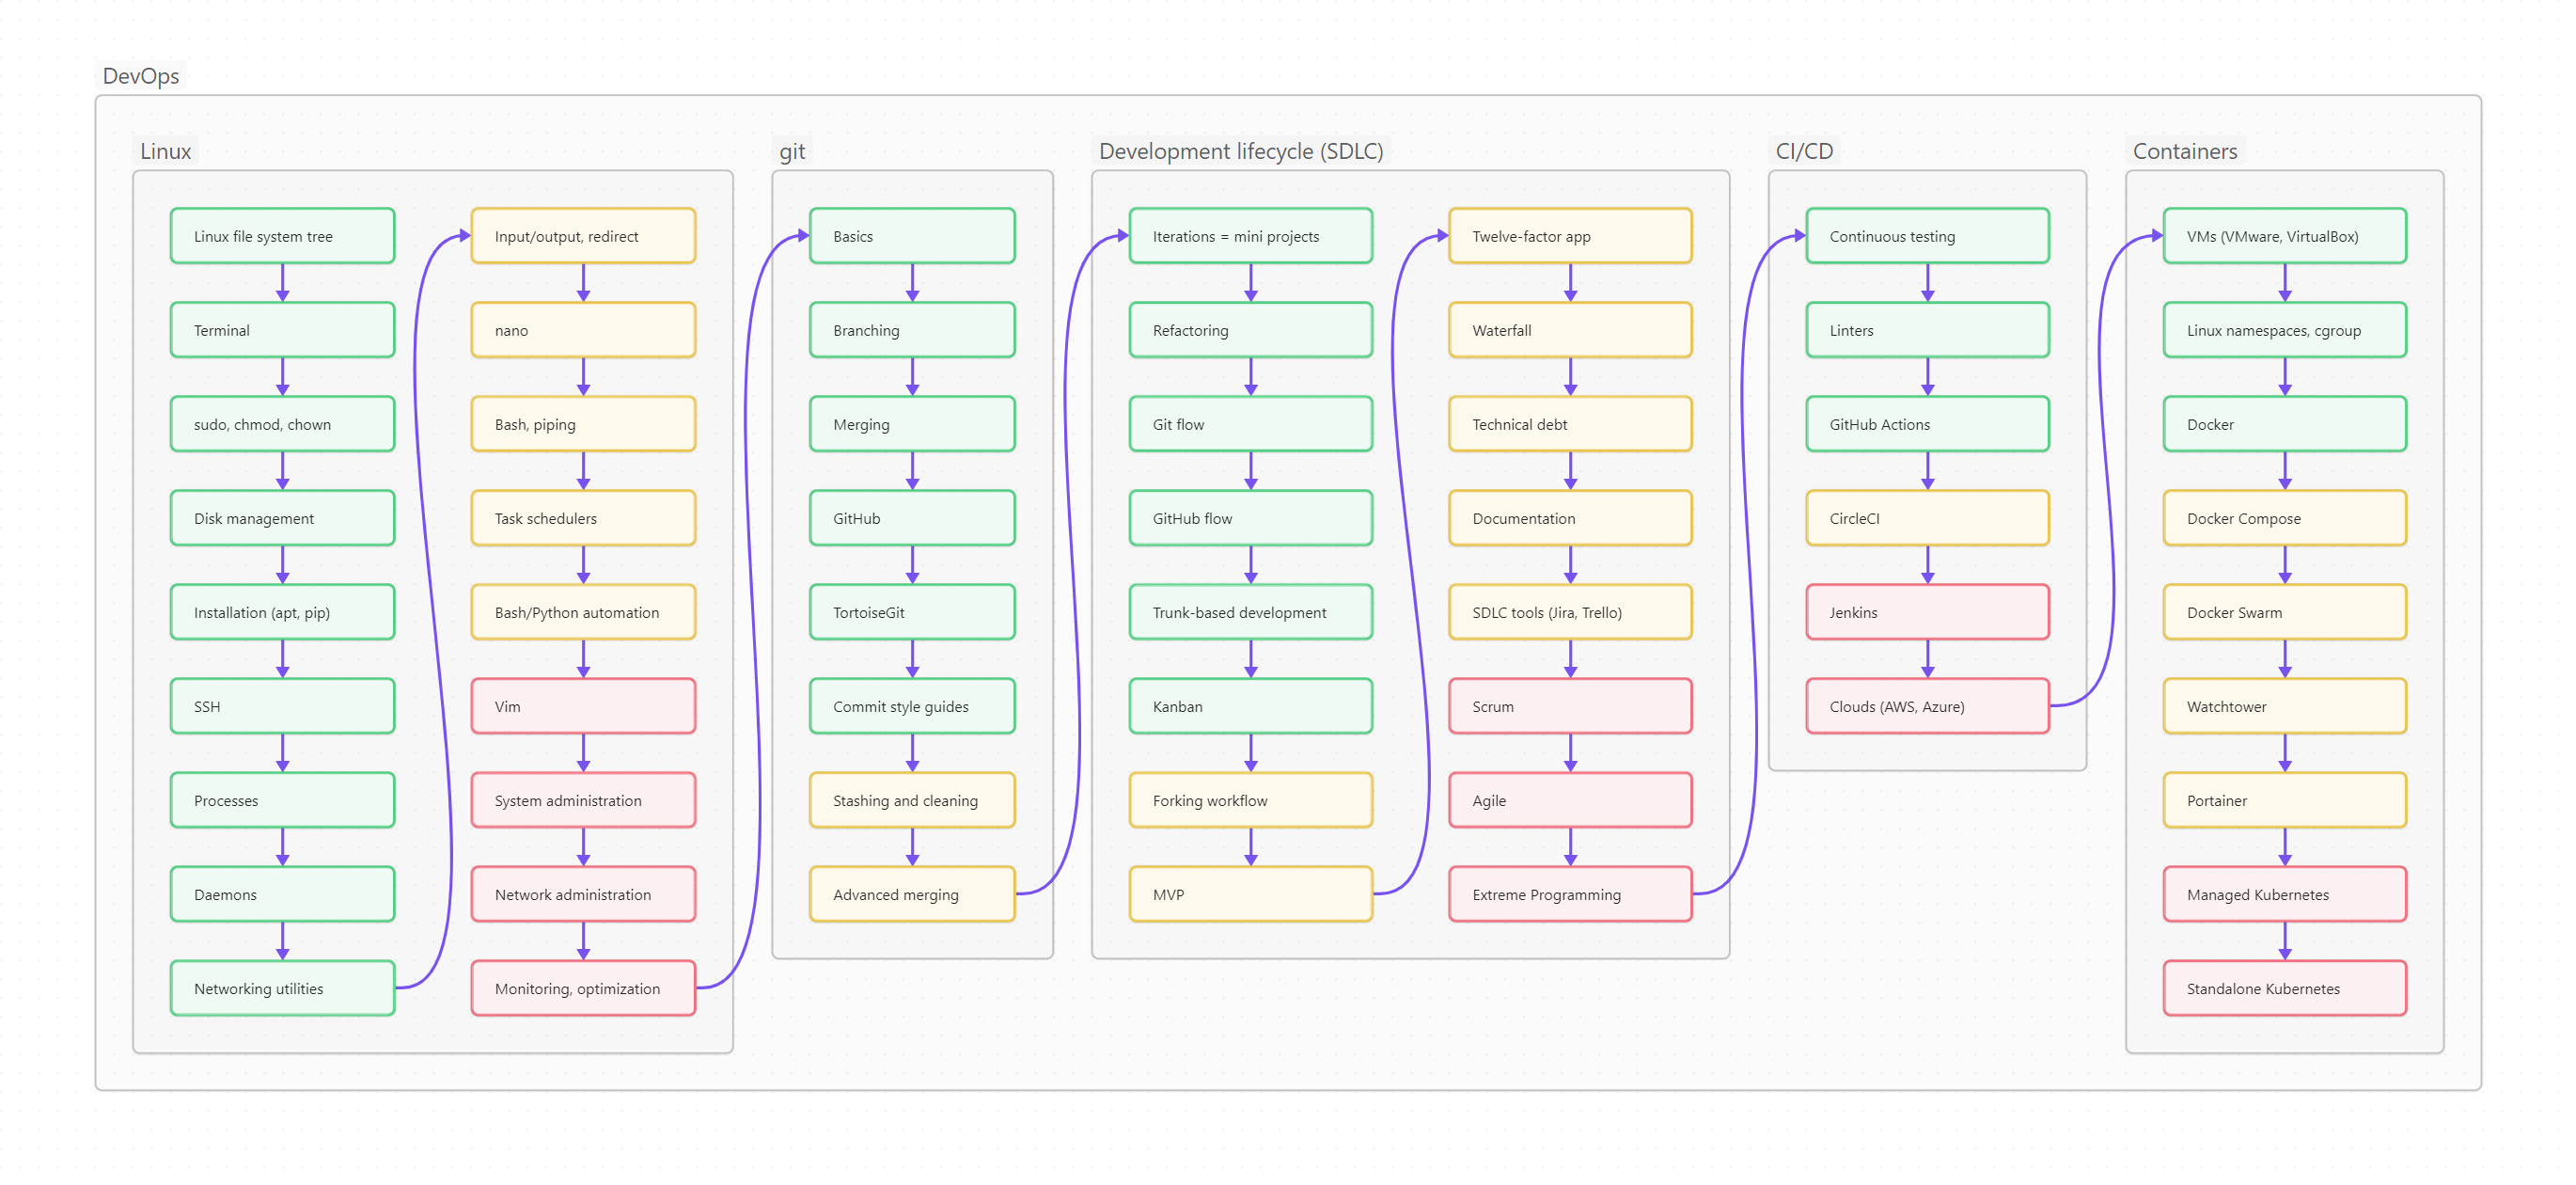 DevOps
Linux
Linux file system tree
Terminal
sudo, chmod, chown
Disk management
Installation (apt, pip)
SSH
Processes
Daemons
Networking utilities
Input/output, redirect
nano
Bash, piping
Task schedulers
Bash/Python automation
Vim
System administration
Network administration
Monitoring, optimization
git
Basics
Branching
Merging
GitHub
TortoiseGit
Commit style guides
Stashing and cleaning
Advanced merging
Development lifecycle (SDLC)
Iterations = mini projects
Refactoring
Git flow
GitHub flow
Trunk-based development
Kanban
Forking workflow
MVP
Twelve-factor app
Waterfall
Technical debt
Documentation
SDLC tools (Jira, Trello)
Scrum
Agile
Extreme Programming
CI/CD
Continuous testing
Linters
GitHub Actions
CircleCI
Jenkins
Clouds (AWS, Azure)
Containers
VMs (VMware, VirtualBox)
Linux namespaces, cgroup
Docker
Docker Compose
Docker Swarm
Watchtower
Portainer
Managed Kubernetes
Standalone Kubernetes